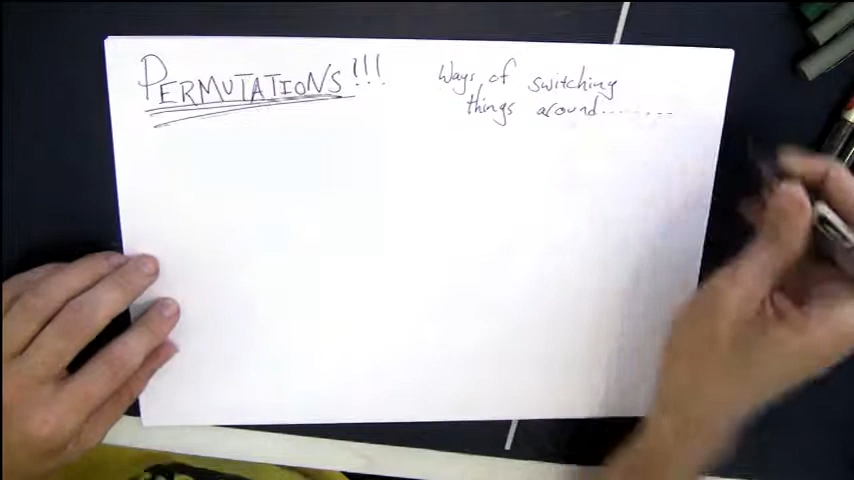 PERMUTATIONS!!!
Ways of switching
things around........